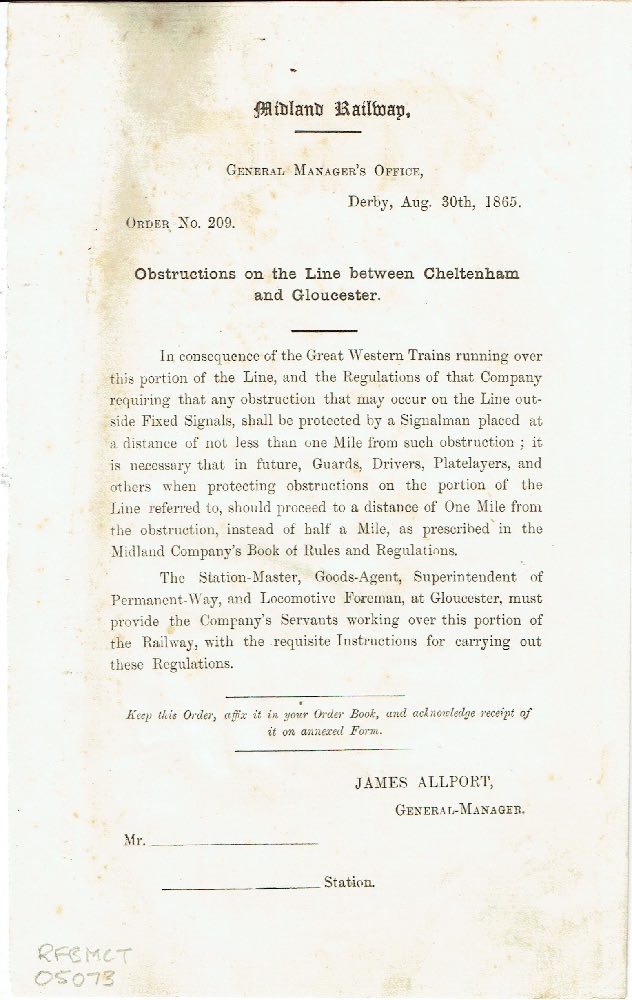 Midland Railway,
GENERAL MANAGER'S OFFICE,
Derby, Aug. 30th, 1865.
ORDER No. 209.
Obstructions on the Line between Cheltenham
and Gloucester.
In consequence of the Great Western Trains running over
this portion of the Line, and the Regulations of that Company
requiring that any obstruction that may occur on the Line out-
side Fixed Signals, shall be protected by a Signalman placed at
a distance of not less than one Mile from such obstruction ; it
is necessary that in future, Guards, Drivers, Platelayers, and
others when protecting obstructions on the portion of the
Line referred to, should proceed to a distance of One Mile from
the obstruction, instead of half a Mile, as prescribed in the
Midland Company's Book of Rules and Regulations.
The Station-Master, Goods-Agent, Superintendent of
Permanent-Way, and Locomotive Foreman, at Gloucester, must
provide the Company's Servants working over this portion of
the Railway, with the requisite Instructions for carrying out
these Regulations.
Keep this Order, affix it in your Order Book, and acknowledge receipt of
it on annexed Form.
JAMES ALLPORT,
GENERAL-MANAGER.
Mr.
Station.
RFBMCT
05073